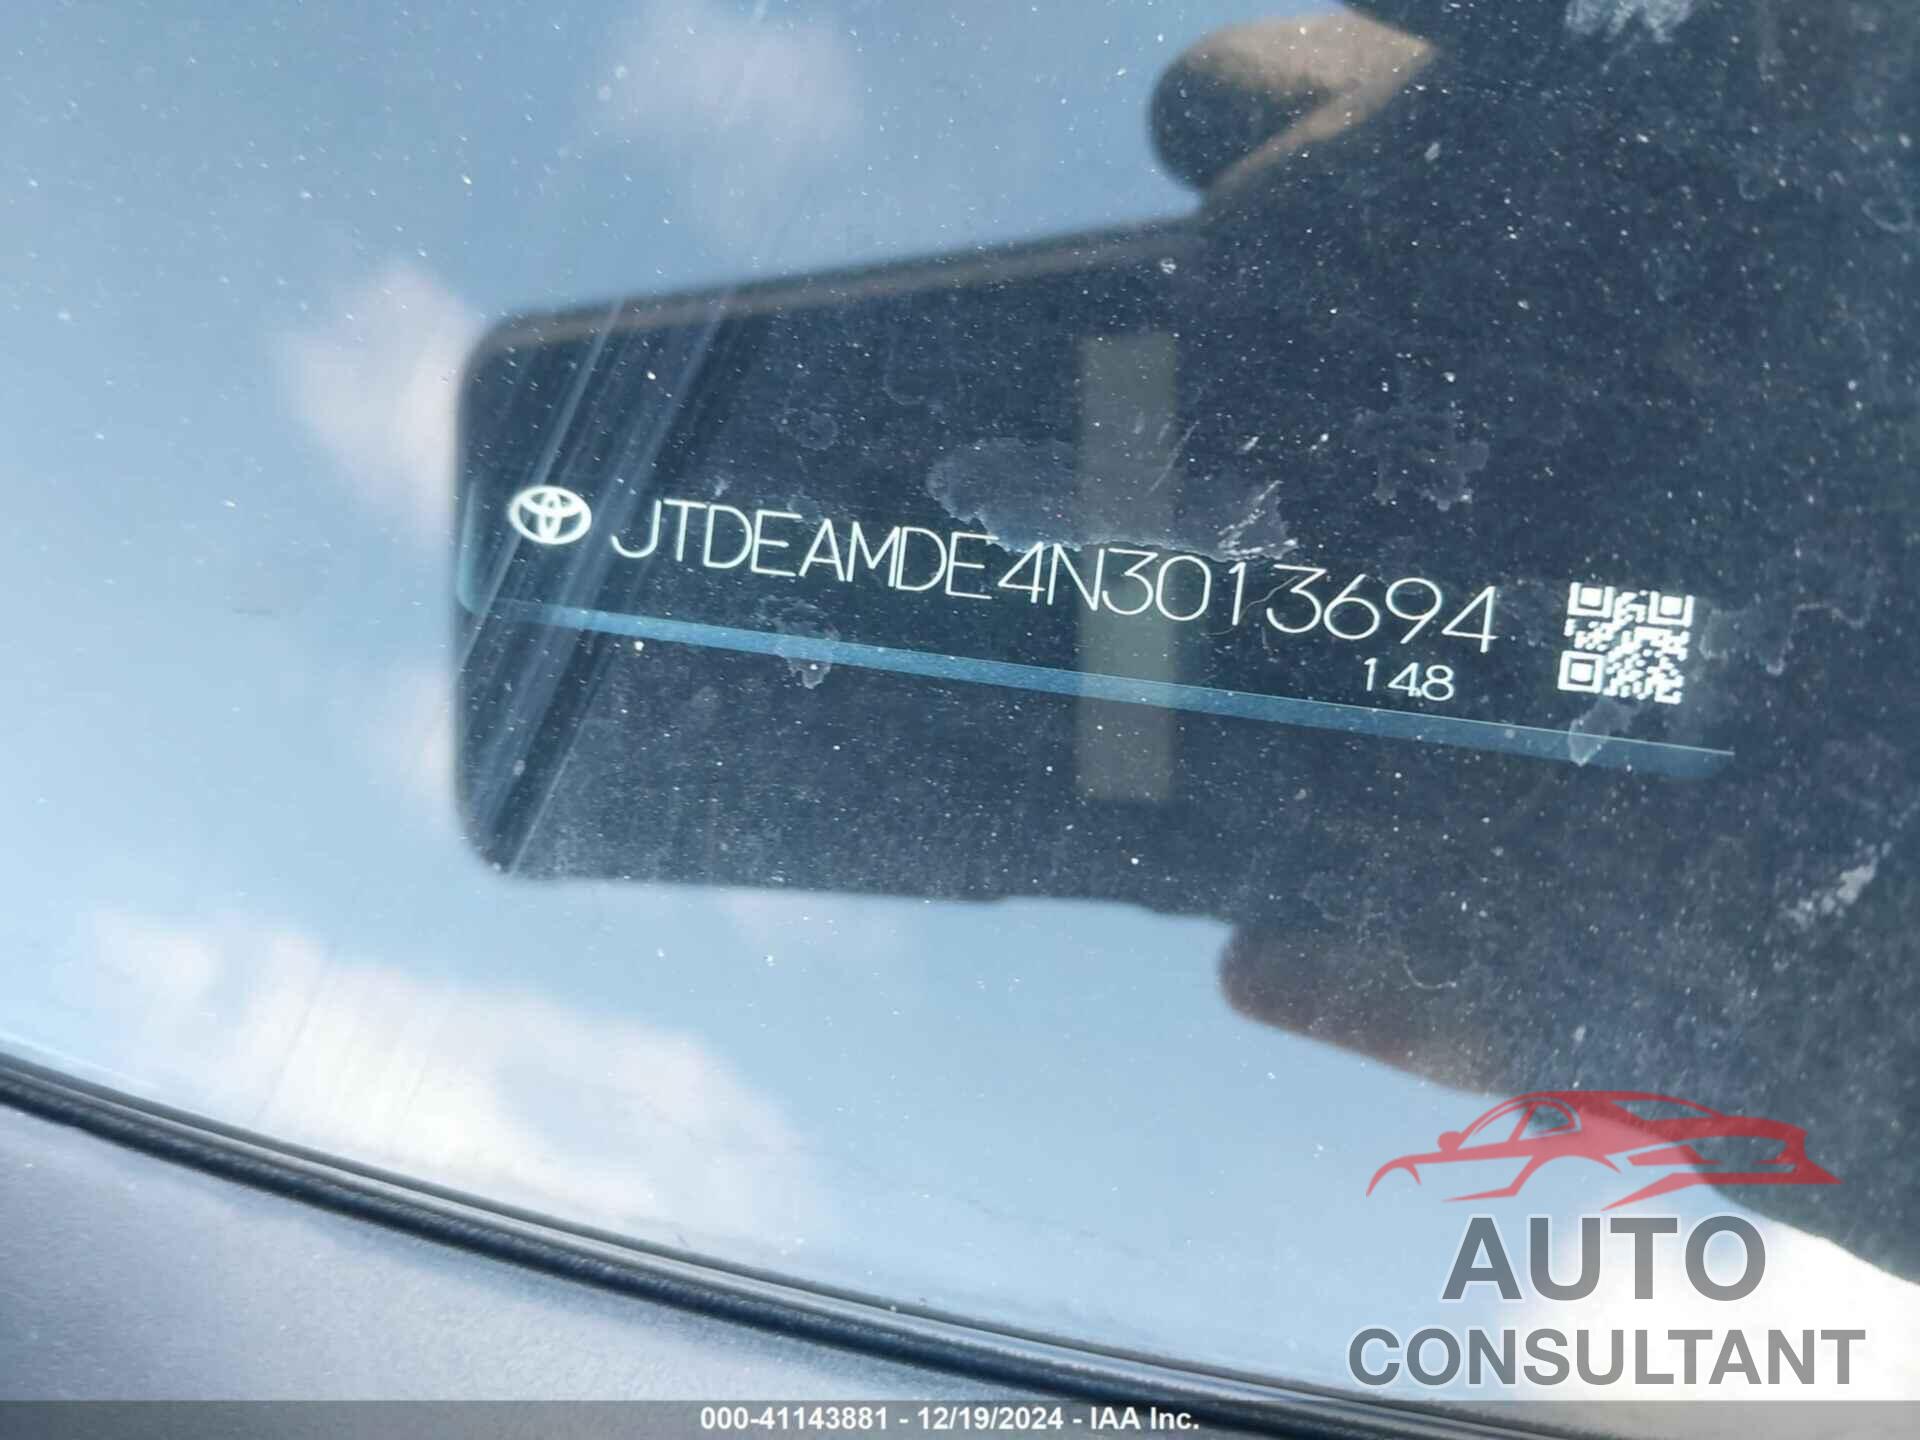 JTDEAMDE4N3013694
148
AUTO
CONSULTANT
000-41143881 - 12/19/2024 - IAA Inc.